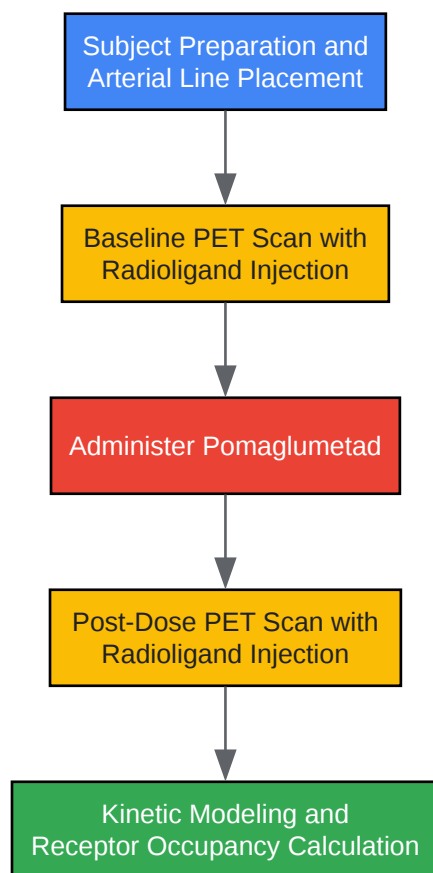 Subject Preparation and
Arterial Line Placement
Baseline PET Scan with
Radioligand Injection
Administer Pomaglumetad
Post-Dose PET Scan with
Radioligand Injection
Kinetic Modeling and
Receptor Occupancy Calculation